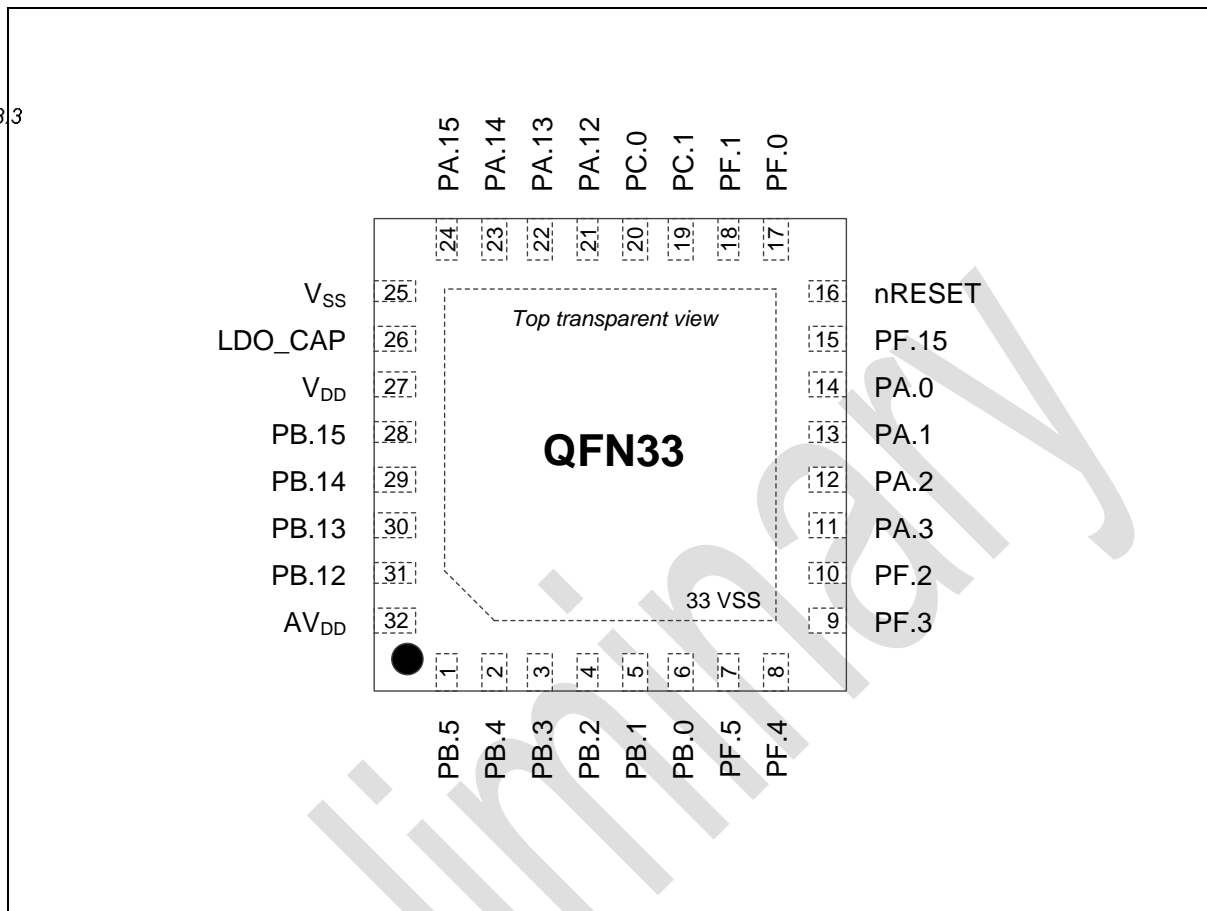 8.3
PA.15
PA.14
PA.13
PA.12
PC.0
PC.1
PF.1
PF.0
24
23
22
21
20
19
18
17
V_SS 25
LDO_CAP 26
V_DD 27
PB.15 28
PB.14 29
PB.13 30
PB.12 31
AV_DD 32
Top transparent view
QFN33
33 VSS
16 nRESET
15 PF.15
14 PA.0
13 PA.1
12 PA.2
11 PA.3
10 PF.2
9 PF.3
1
2
3
4
5
6
7
8
PB.5
PB.4
PB.3
PB.2
PB.1
PB.0
PF.5
PF.4
liminary